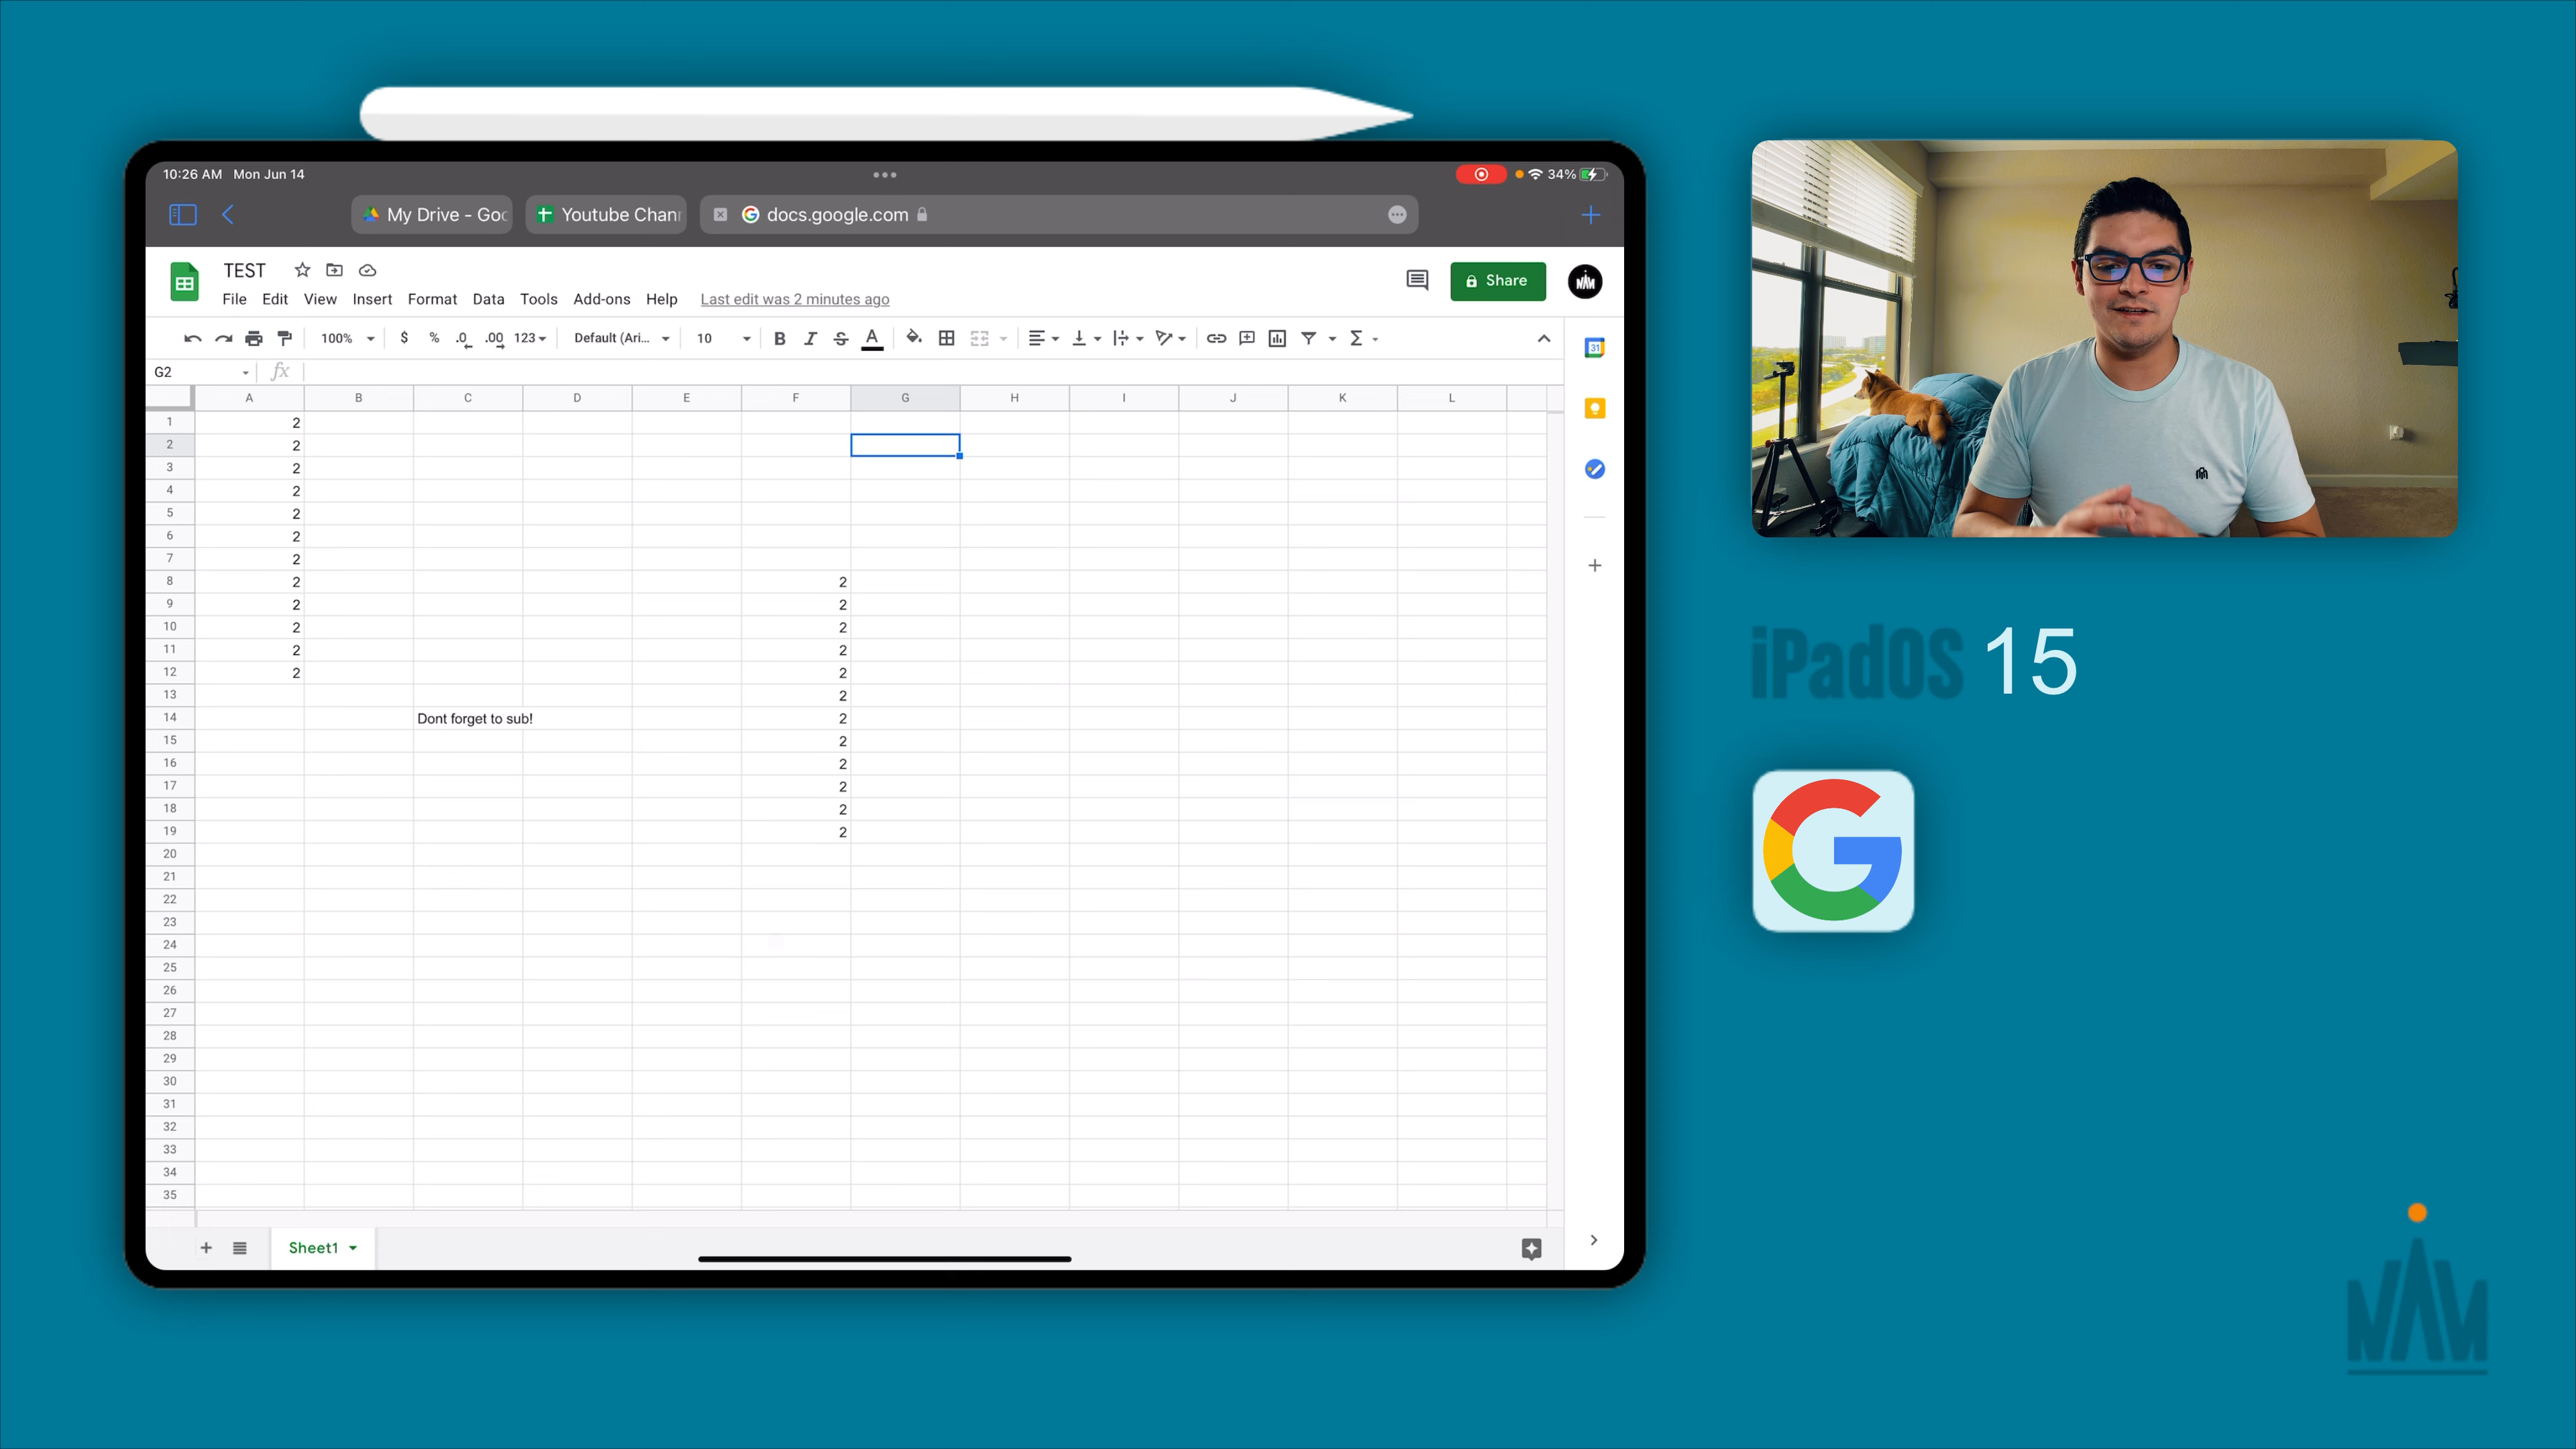 10:26 AM Mon Jun 14
34%
My Drive - Goo
Youtube Chann
docs.google.com
TEST
Share
File Edit View Insert Format Data Tools Add-ons Help Last edit was 2 minutes ago
100% $ % .0 .00 123 Default (Ari... 10 B I S A Σ
31
G2 fx
A B C D E F G H I J K L
1 2
2 2
3 2
4 2
5 2
6 2
7 2
8 2 2
9 2 2
10 2 2
11 2 2
12 2 2
13 2
14 Dont forget to sub! 2
15 2
16 2
17 2
18 2
19 2
20
21
22
23
24
25
26
27
28
29
30
31
32
33
34
35
Sheet1
iPadOS 15
G